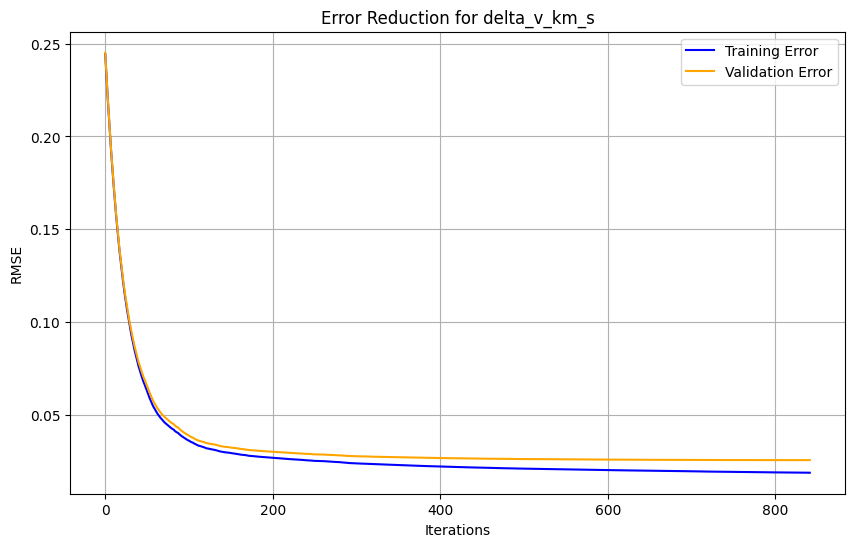 Error Reduction for delta_v_km_s
Training Error
Validation Error
RMSE
0.25
0.20
0.15
0.10
0.05
0 200 400 600 800
Iterations